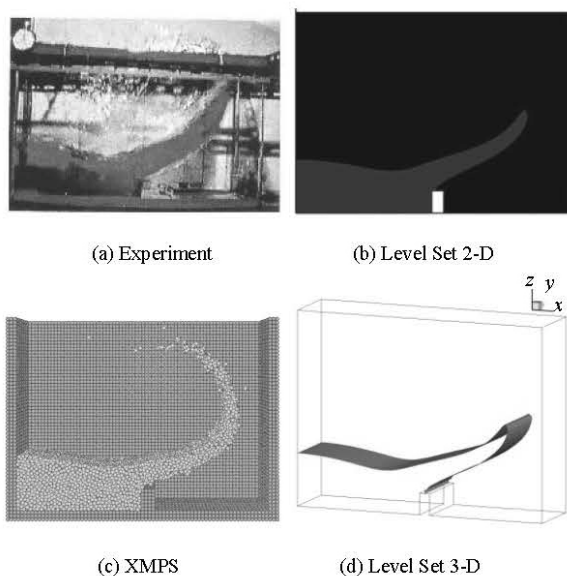 (a) Experiment
(b) Level Set 2-D
z
y
x
(c) XMPS
(d) Level Set 3-D